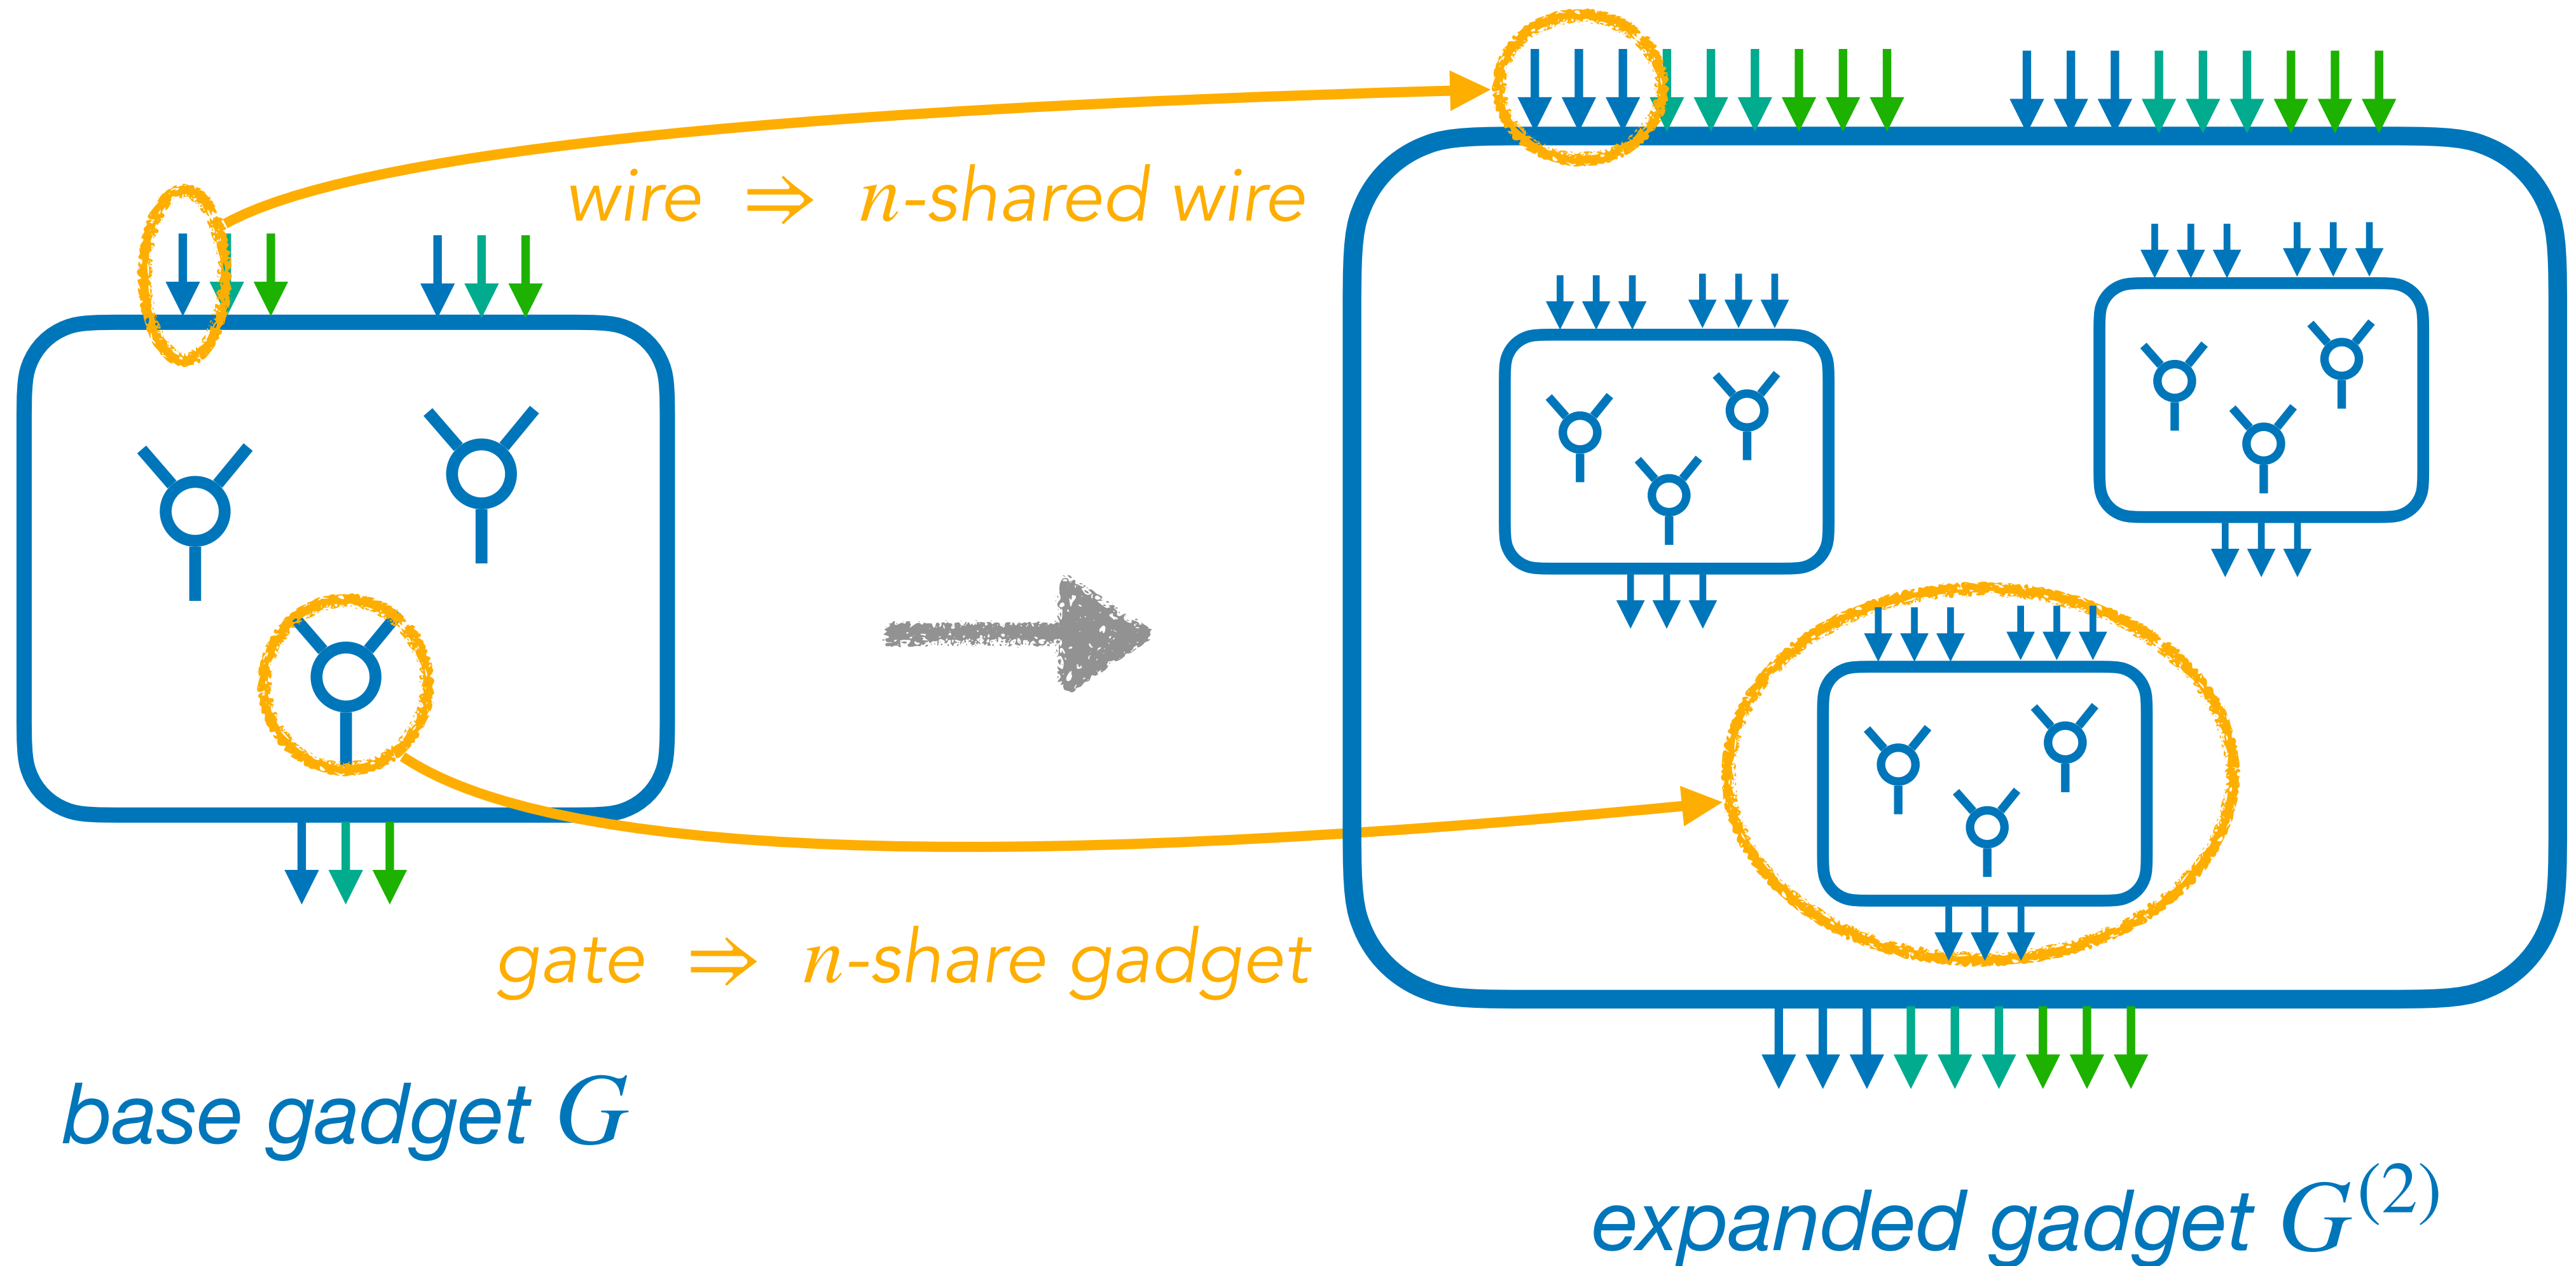 wire ⇒ n-shared wire
gate ⇒ n-share gadget
base gadget G
expanded gadget G⁽²⁾